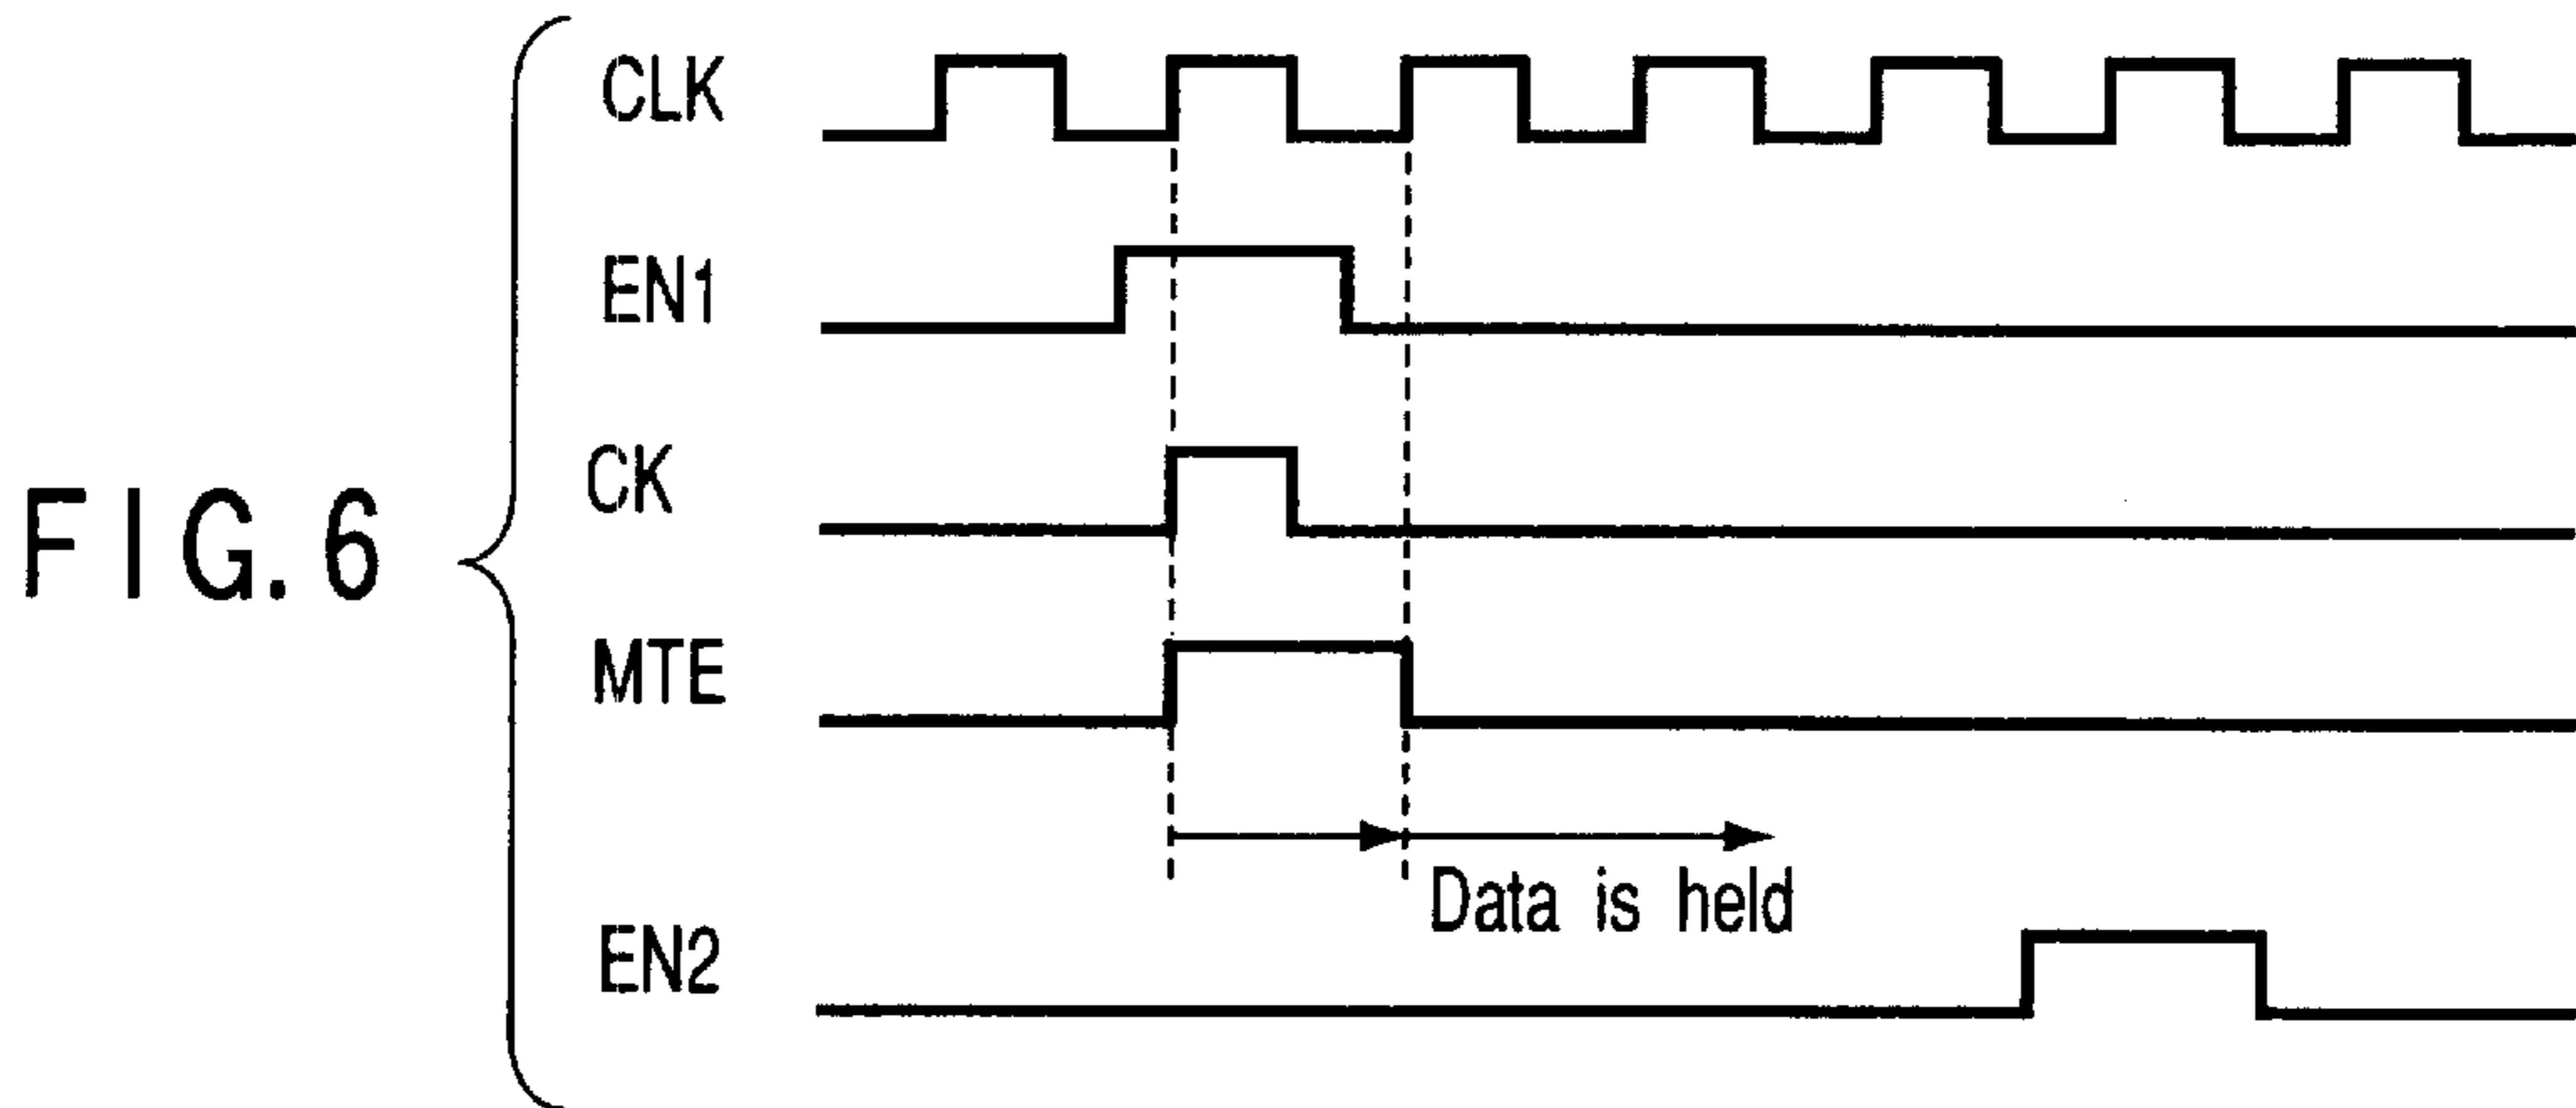 FIG. 6
CLK
EN1
CK
MTE
Data is held
EN2